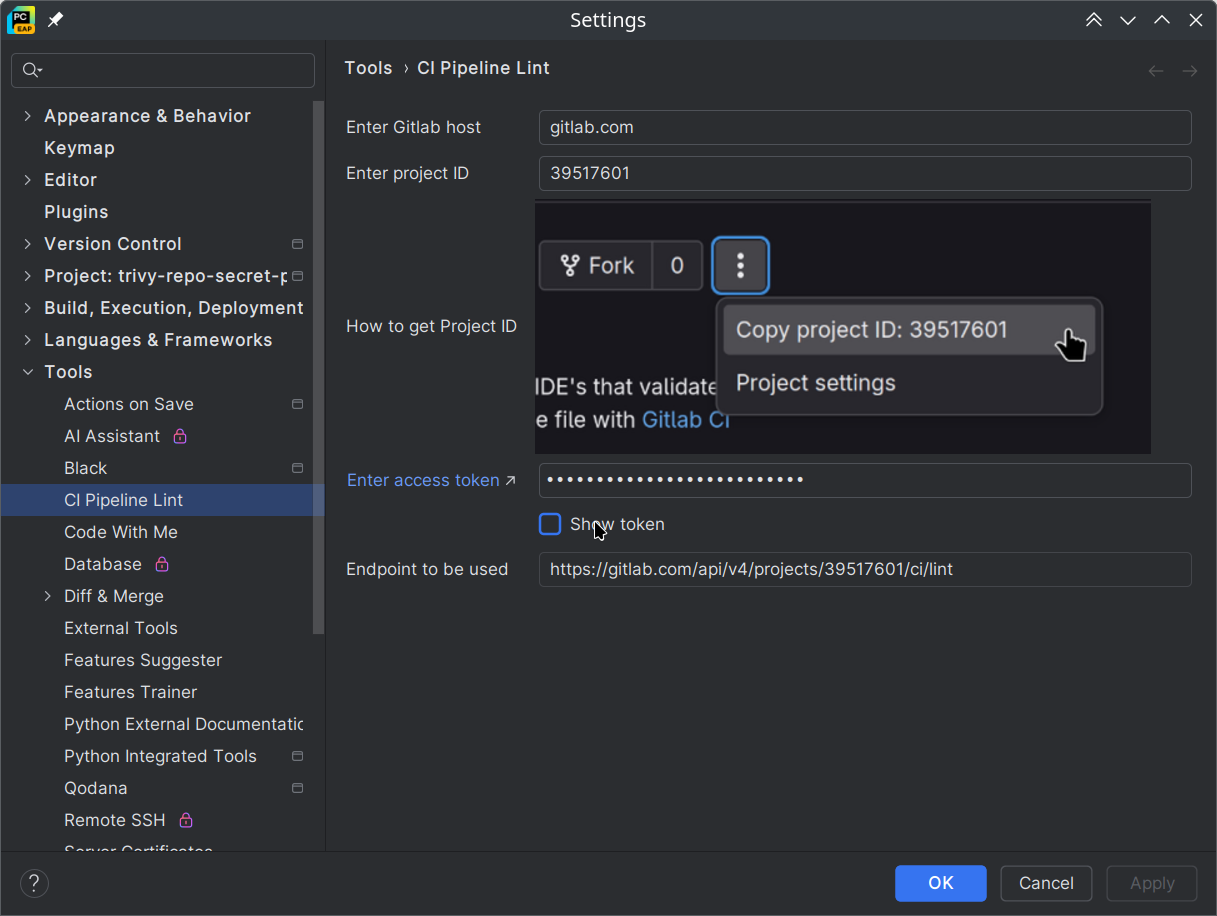 PC
EAP
Settings
Tools › CI Pipeline Lint
Appearance & Behavior
Keymap
Editor
Plugins
Version Control
Project: trivy-repo-secret-p
Build, Execution, Deployment
Languages & Frameworks
Tools
Actions on Save
AI Assistant
Black
CI Pipeline Lint
Code With Me
Database
Diff & Merge
External Tools
Features Suggester
Features Trainer
Python External Documentatio
Python Integrated Tools
Qodana
Remote SSH
Server Certificates
Enter Gitlab host
gitlab.com
Enter project ID
39517601
How to get Project ID
Fork
0
Copy project ID: 39517601
Project settings
IDE's that validate
e file with Gitlab CI
Enter access token ↗
••••••••••••••••••••••••••
Show token
Endpoint to be used
https://gitlab.com/api/v4/projects/39517601/ci/lint
?
OK
Cancel
Apply